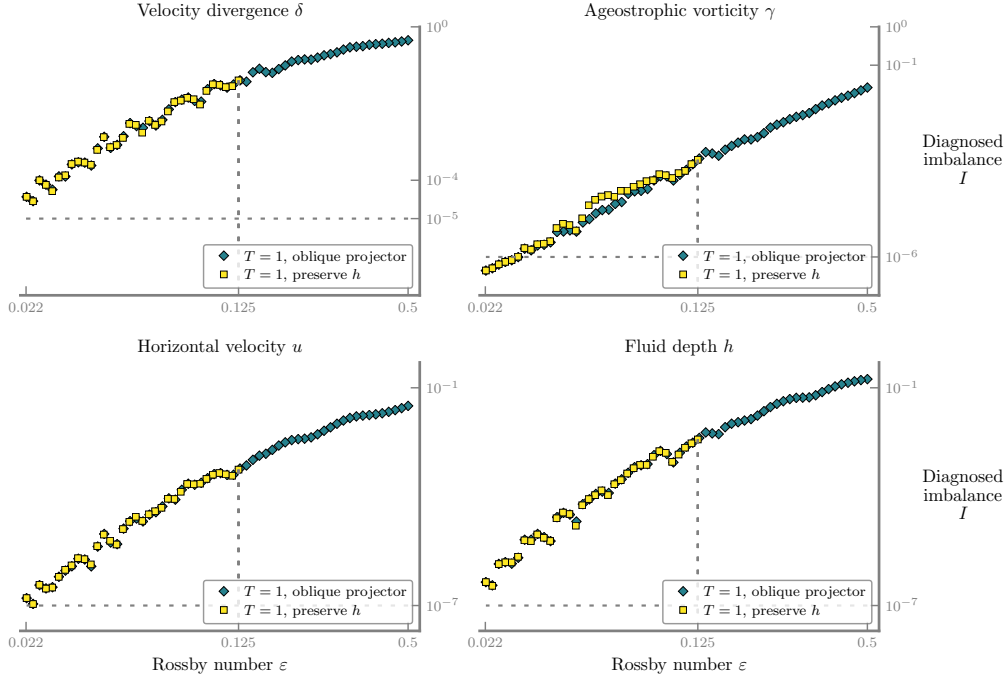 Velocity divergence δ
10⁰
10⁻⁴
10⁻⁵
T = 1, oblique projector
T = 1, preserve h
0.022
0.125
0.5
Ageostrophic vorticity γ
10⁰
10⁻¹
10⁻⁶
T = 1, oblique projector
T = 1, preserve h
0.022
0.125
0.5
Diagnosed
imbalance
I
Horizontal velocity u
10⁻¹
10⁻⁷
T = 1, oblique projector
T = 1, preserve h
0.022
0.125
0.5
Rossby number ε
Fluid depth h
10⁻¹
10⁻⁷
T = 1, oblique projector
T = 1, preserve h
0.022
0.125
0.5
Rossby number ε
Diagnosed
imbalance
I